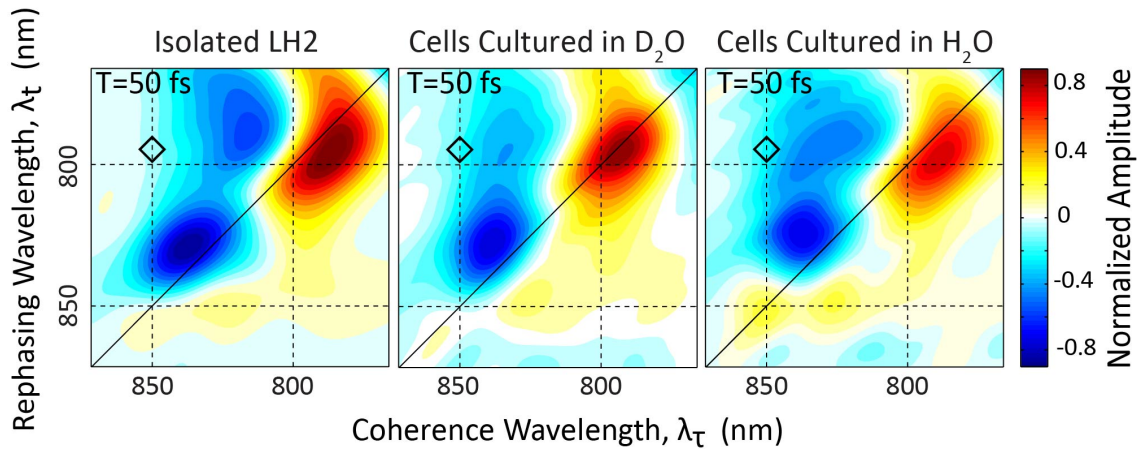 Isolated LH2
Cells Cultured in D₂O
Cells Cultured in H₂O
T=50 fs
T=50 fs
T=50 fs
Rephasing Wavelength, λt (nm)
800
850
850
800
850
800
850
800
Coherence Wavelength, λτ (nm)
0.8
0.4
0
-0.4
-0.8
Normalized Amplitude